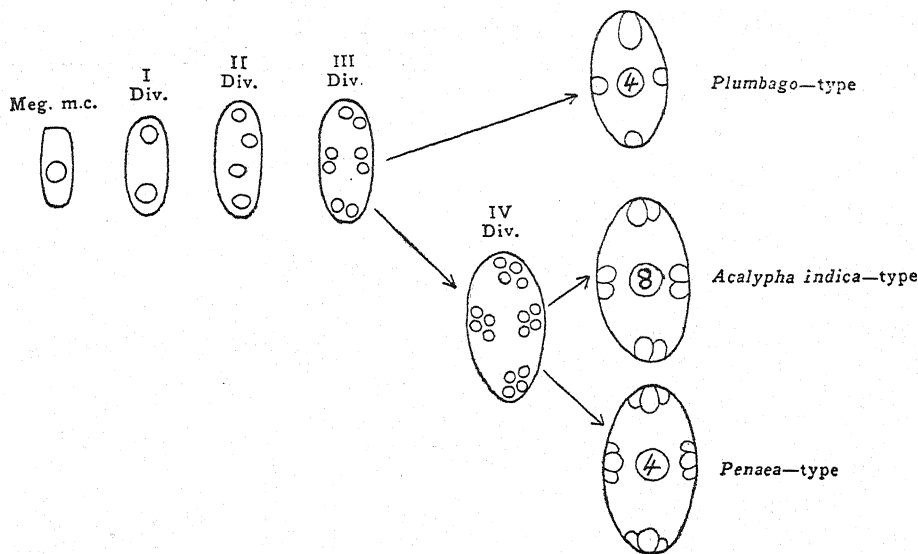 Meg. m.c.
I
Div.
II
Div.
III
Div.
4
Plumbago—type
IV
Div.
8
Acalypha indica—type
4
Penaea—type